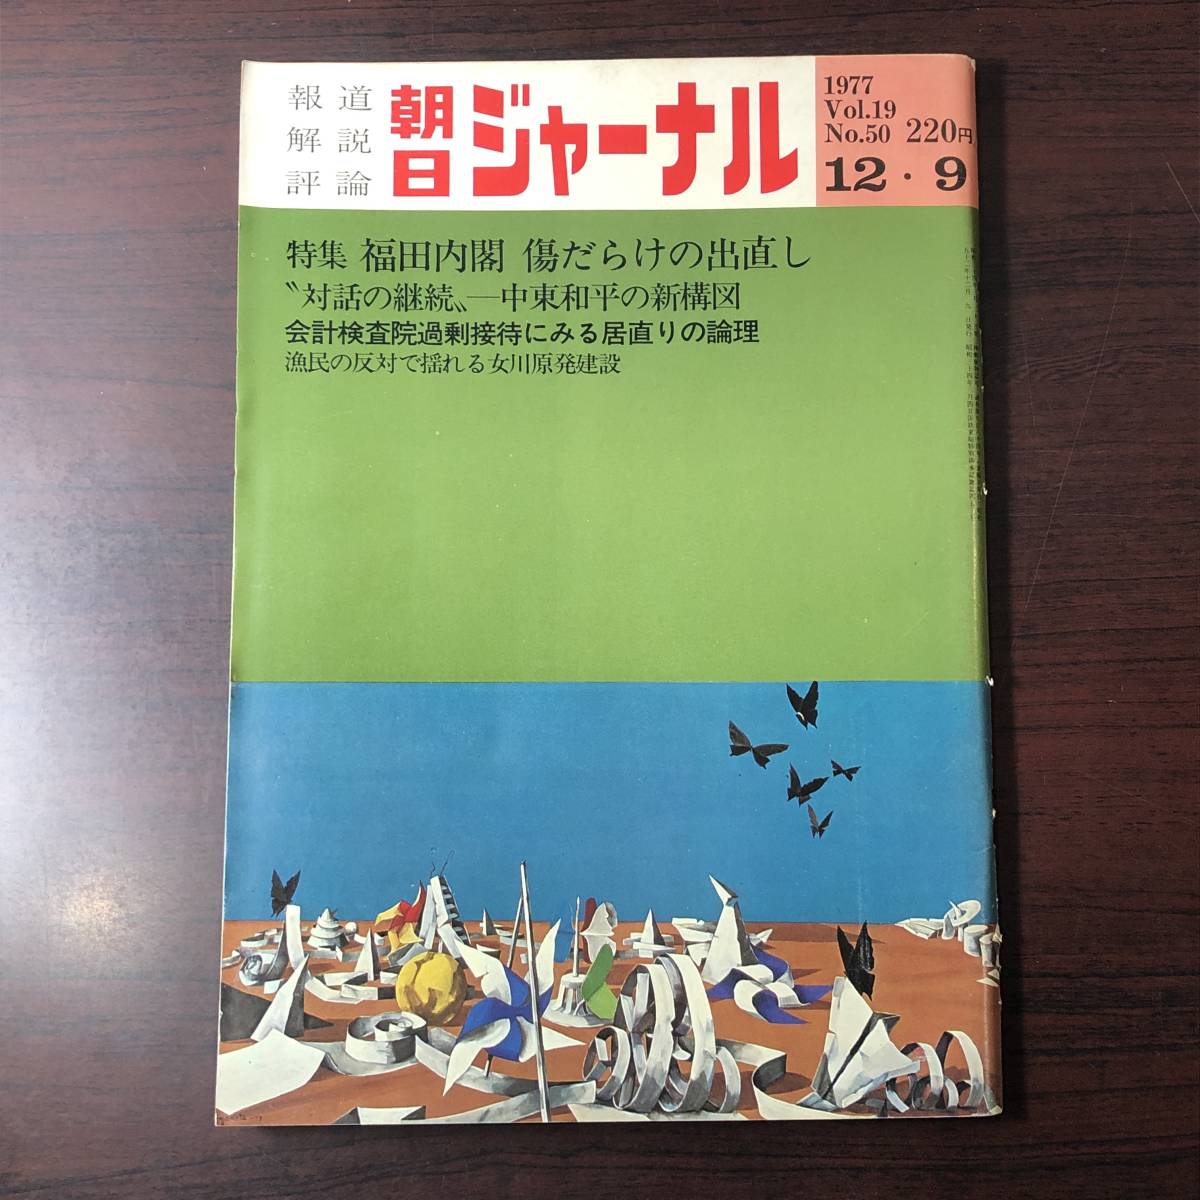 報道
解説
評論
朝日ジャーナル
1977
Vol.19
No.50 220円
12・9
特集 福田内閣 傷だらけの出直し
〝対話の継続〟―中東和平の新構図
会計検査院過剰接待にみる居直りの論理
漁民の反対で揺れる女川原発建設